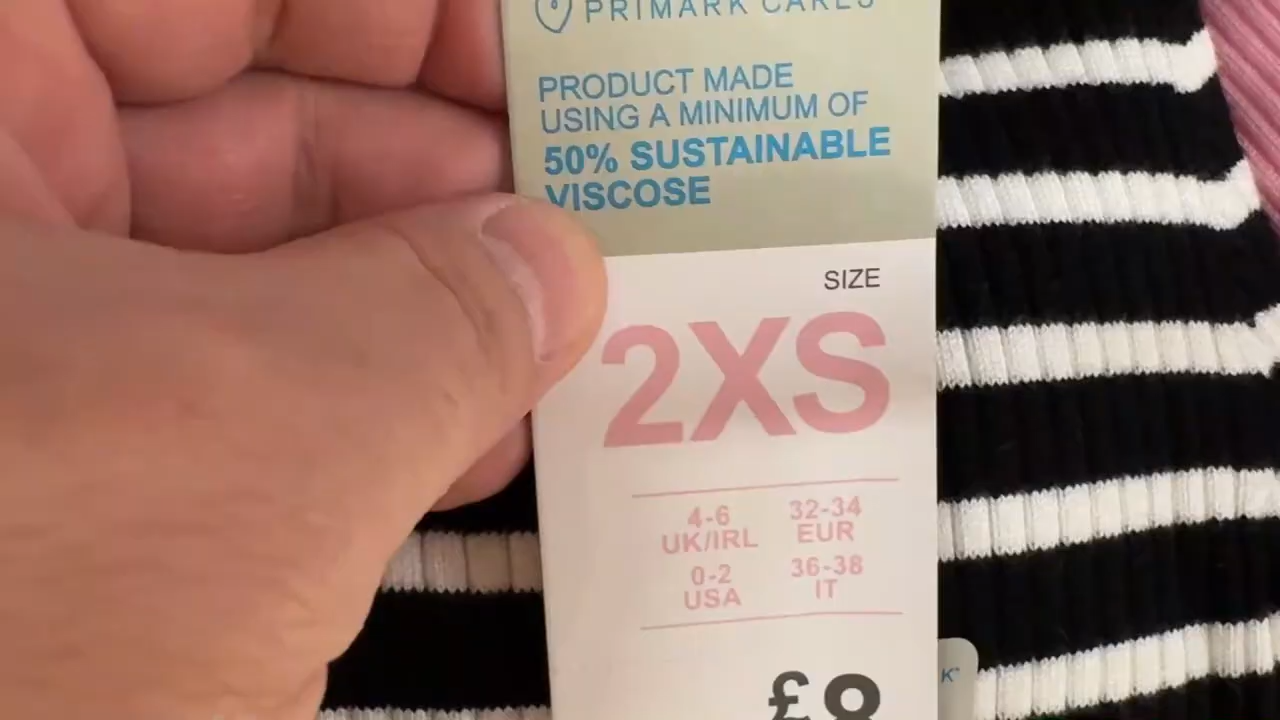 PRIMARK CARES
PRODUCT MADE
USING A MINIMUM OF
50% SUSTAINABLE
VISCOSE
SIZE
2XS
4-6 32-34
UK/IRL EUR
0-2 36-38
USA IT
£8
K